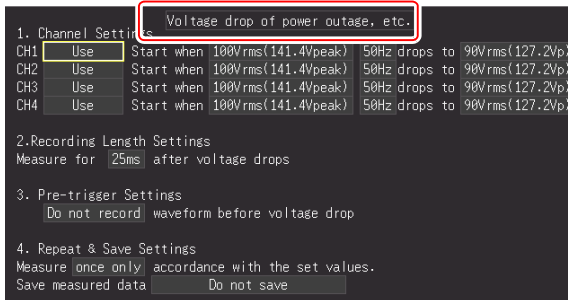 Voltage drop of power outage, etc.
1. Channel Settings
CH1 Use Start when 100Vrms(141.4Vpeak) 50Hz drops to 90Vrms(127.2Vp)
CH2 Use Start when 100Vrms(141.4Vpeak) 50Hz drops to 90Vrms(127.2Vp)
CH3 Use Start when 100Vrms(141.4Vpeak) 50Hz drops to 90Vrms(127.2Vp)
CH4 Use Start when 100Vrms(141.4Vpeak) 50Hz drops to 90Vrms(127.2Vp)
2.Recording Length Settings
Measure for 25ms after voltage drops
3. Pre-trigger Settings
Do not record waveform before voltage drop
4. Repeat & Save Settings
Measure once only accordance with the set values.
Save measured data Do not save